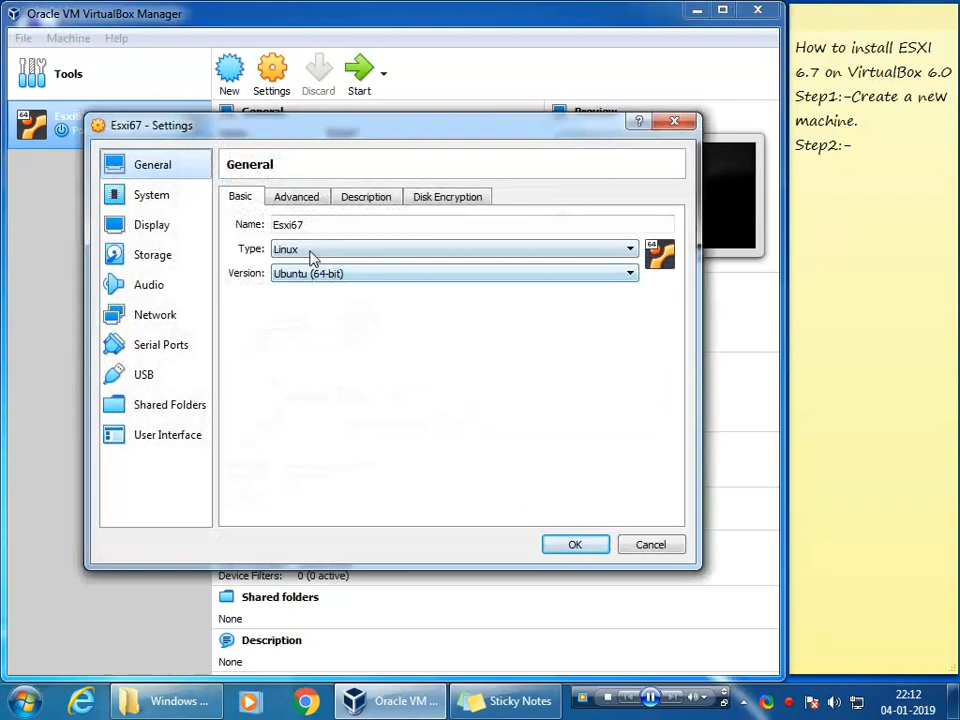 Oracle VM VirtualBox Manager
File Machine Help
Tools
New Settings Discard Start
Esxi67 - Settings
General
System
Display
Storage
Audio
Network
Serial Ports
USB
Shared Folders
User Interface
General
Basic Advanced Description Disk Encryption
Name: Esxi67
Type: Linux
Version: Ubuntu (64-bit)
64
OK Cancel
Device Filters: 0 (0 active)
Shared folders
None
Description
None
How to install ESXI
6.7 on VirtualBox 6.0
Step1:-Create a new
machine.
Step2:-
Windows ...
Oracle VM ...
Sticky Notes
22:12
04-01-2019